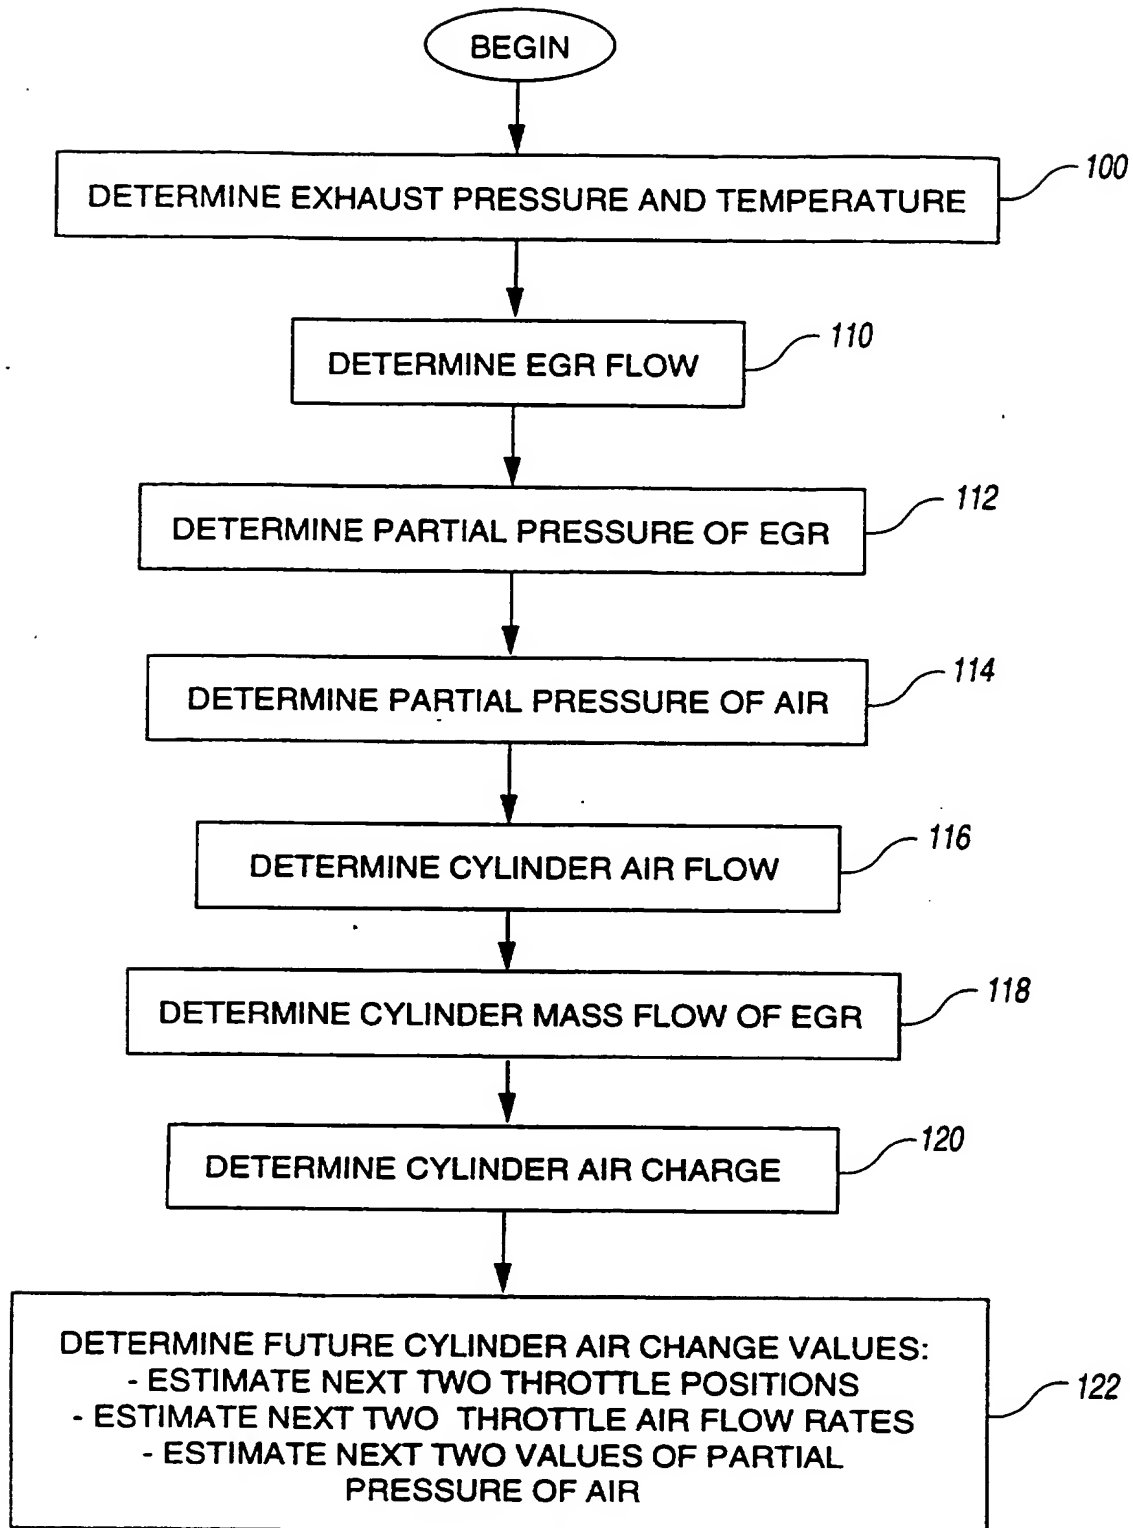 BEGIN
DETERMINE EXHAUST PRESSURE AND TEMPERATURE
100
DETERMINE EGR FLOW
110
DETERMINE PARTIAL PRESSURE OF EGR
112
DETERMINE PARTIAL PRESSURE OF AIR
114
DETERMINE CYLINDER AIR FLOW
116
DETERMINE CYLINDER MASS FLOW OF EGR
118
DETERMINE CYLINDER AIR CHARGE
120
DETERMINE FUTURE CYLINDER AIR CHANGE VALUES:
- ESTIMATE NEXT TWO THROTTLE POSITIONS
- ESTIMATE NEXT TWO THROTTLE AIR FLOW RATES
- ESTIMATE NEXT TWO VALUES OF PARTIAL
PRESSURE OF AIR
122